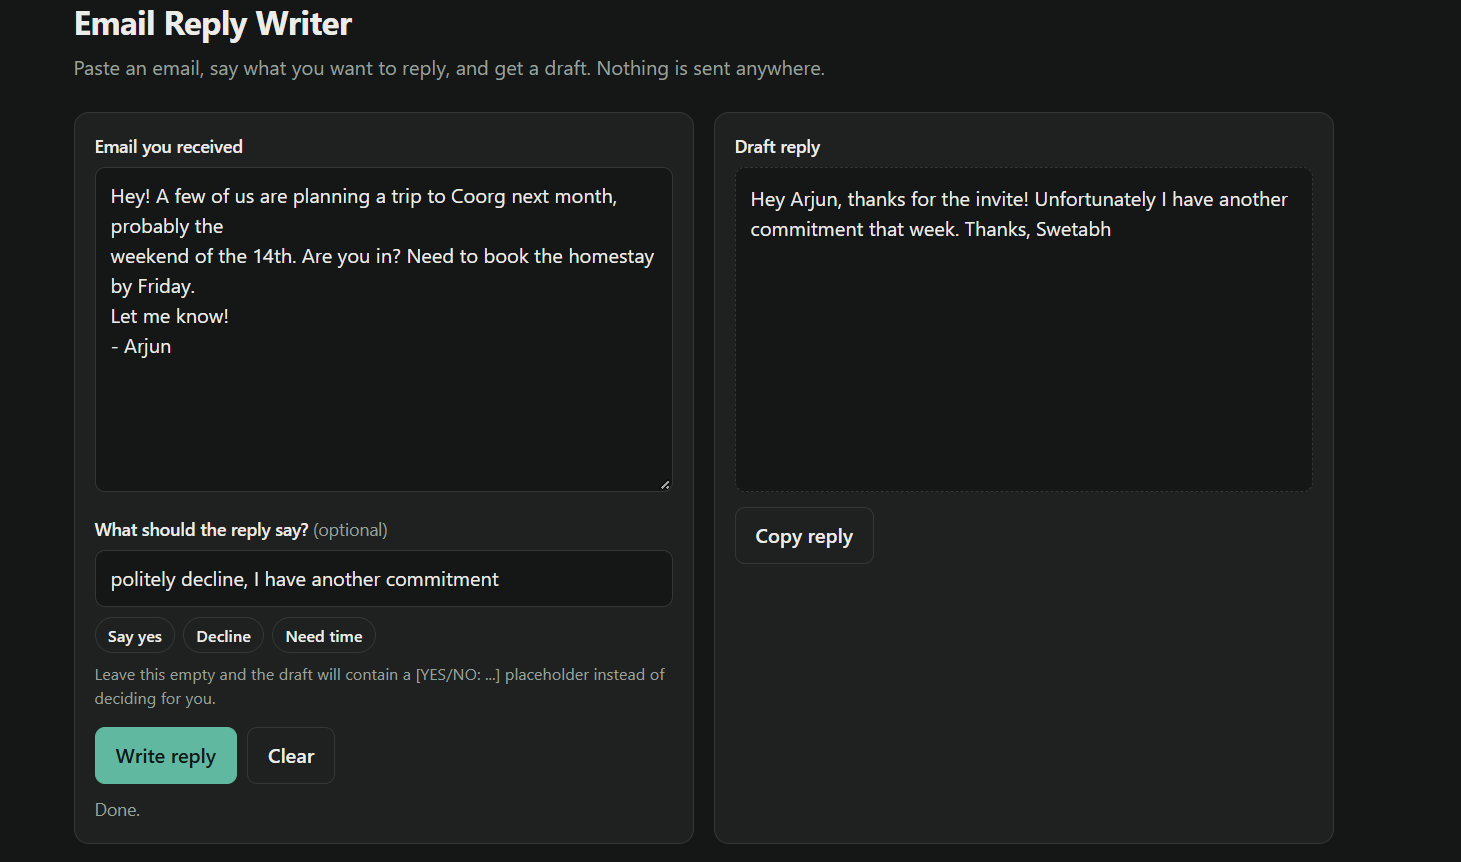 Email Reply Writer
Paste an email, say what you want to reply, and get a draft. Nothing is sent anywhere.
Email you received
Hey! A few of us are planning a trip to Coorg next month,
probably the
weekend of the 14th. Are you in? Need to book the homestay
by Friday.
Let me know!
- Arjun
What should the reply say? (optional)
politely decline, I have another commitment
Say yes
Decline
Need time
Leave this empty and the draft will contain a [YES/NO: ...] placeholder instead of
deciding for you.
Write reply
Clear
Done.
Draft reply
Hey Arjun, thanks for the invite! Unfortunately I have another
commitment that week. Thanks, Swetabh
Copy reply